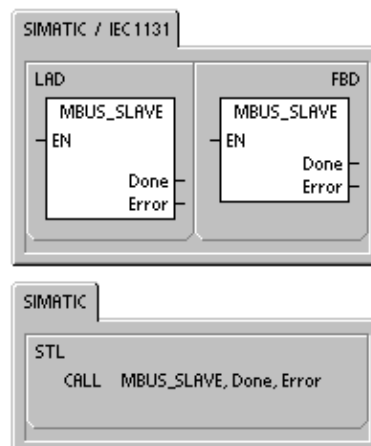 SIMATIC / IEC1131
LAD
FBD
MBUS_SLAVE
EN
Done
Error
MBUS_SLAVE
EN
Done
Error
SIMATIC
STL
CALL MBUS_SLAVE, Done, Error